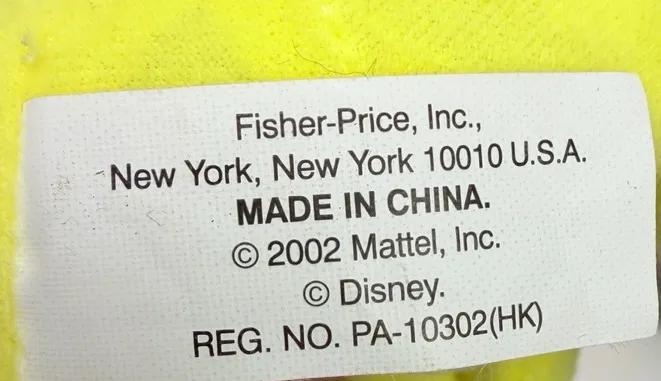 Fisher-Price, Inc.,
New York, New York 10010 U.S.A.
MADE IN CHINA.
© 2002 Mattel, Inc.
© Disney.
REG. NO. PA-10302(HK)